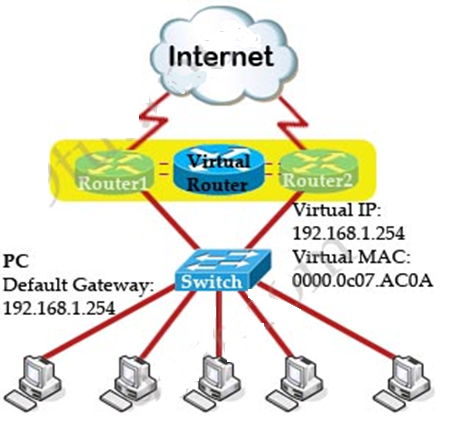 Internet
Virtual
Router1 Router Router2
Virtual IP:
192.168.1.254
PC Virtual MAC:
Default Gateway: Switch 0000.0c07.AC0A
192.168.1.254